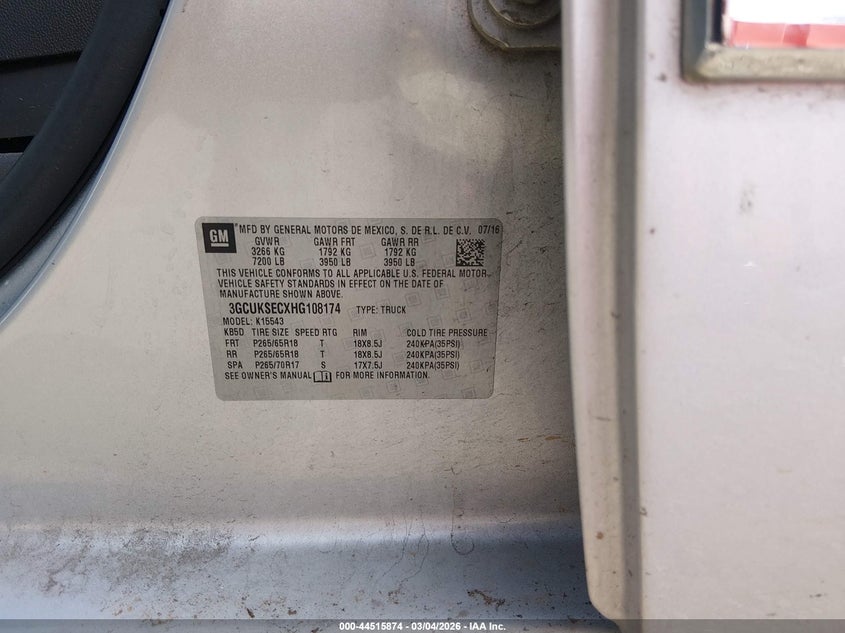 GM
MFD BY GENERAL MOTORS DE MEXICO, S. DE R.L. DE C.V. 07/16
GVWR GAWR FRT GAWR RR
3266 KG 1792 KG 1792 KG
7200 LB 3950 LB 3950 LB
THIS VEHICLE CONFORMS TO ALL APPLICABLE U.S. FEDERAL MOTOR
VEHICLE SAFETY STANDARDS IN EFFECT ON THE DATE OF
MANUFACTURE SHOWN ABOVE.
3GCUKSECXHG108174 TYPE: TRUCK
MODEL: K15543
KB5D TIRE SIZE SPEED RTG RIM COLD TIRE PRESSURE
FRT P265/65R18 T 18X8.5J 240KPA(35PSI)
RR P265/65R18 T 18X8.5J 240KPA(35PSI)
SPA P265/70R17 S 17X7.5J 240KPA(35PSI)
SEE OWNER'S MANUAL FOR MORE INFORMATION.
000-44515874 - 03/04/2026 - IAA Inc.